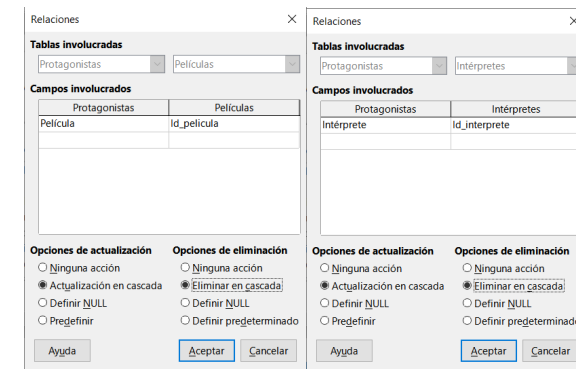 Relaciones
Tablas involucradas
Protagonistas Películas
Campos involucrados
Protagonistas Películas
Película Id_pelicula
Opciones de actualización Opciones de eliminación
Ninguna acción Ninguna acción
Actualización en cascada Eliminar en cascada
Definir NULL Definir NULL
Predefinir Definir predeterminado
Ayuda Aceptar Cancelar
Relaciones
Tablas involucradas
Protagonistas Intérpretes
Campos involucrados
Protagonistas Intérpretes
Intérprete Id_interprete
Opciones de actualización Opciones de eliminación
Ninguna acción Ninguna acción
Actualización en cascada Eliminar en cascada
Definir NULL Definir NULL
Predefinir Definir predeterminado
Ayuda Aceptar Cancelar